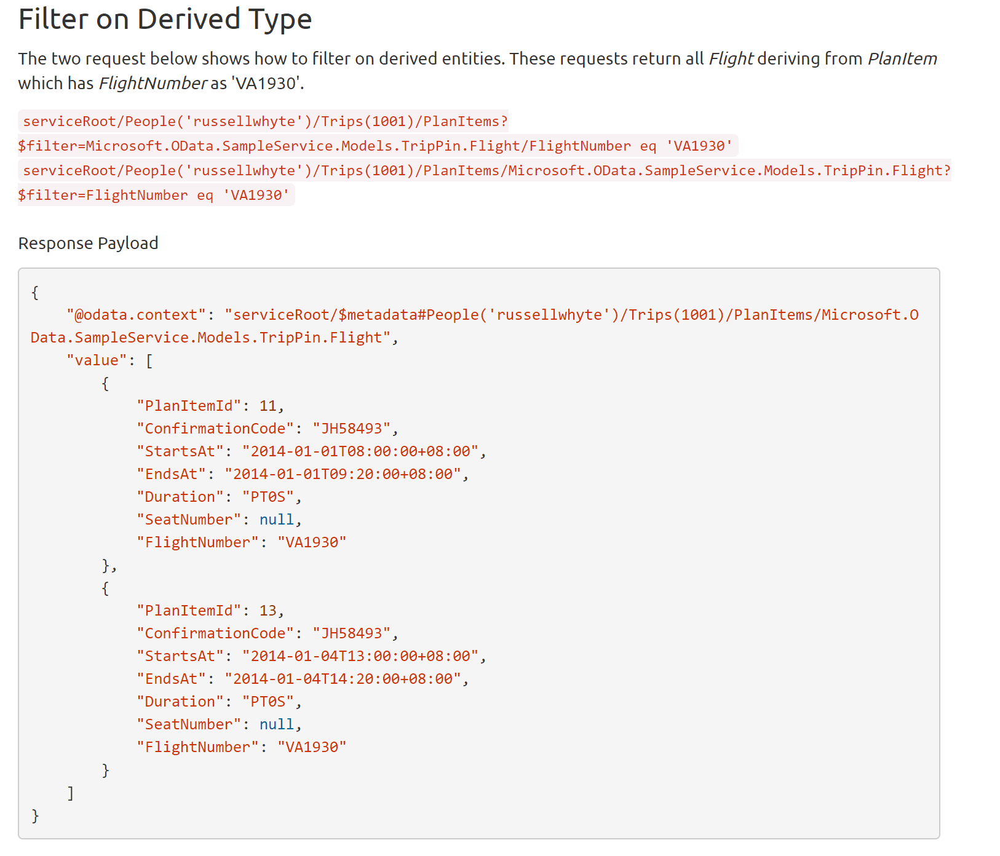 Filter on Derived Type
The two request below shows how to filter on derived entities. These requests return all Flight deriving from PlanItem
which has FlightNumber as 'VA1930'.
serviceRoot/People('russellwhyte')/Trips(1001)/PlanItems?
$filter=Microsoft.OData.SampleService.Models.TripPin.Flight/FlightNumber eq 'VA1930'
serviceRoot/People('russellwhyte')/Trips(1001)/PlanItems/Microsoft.OData.SampleService.Models.TripPin.Flight?
$filter=FlightNumber eq 'VA1930'
Response Payload
{
    "@odata.context": "serviceRoot/$metadata#People('russellwhyte')/Trips(1001)/PlanItems/Microsoft.O
Data.SampleService.Models.TripPin.Flight",
    "value": [
        {
            "PlanItemId": 11,
            "ConfirmationCode": "JH58493",
            "StartsAt": "2014-01-01T08:00:00+08:00",
            "EndsAt": "2014-01-01T09:20:00+08:00",
            "Duration": "PT0S",
            "SeatNumber": null,
            "FlightNumber": "VA1930"
        },
        {
            "PlanItemId": 13,
            "ConfirmationCode": "JH58493",
            "StartsAt": "2014-01-04T13:00:00+08:00",
            "EndsAt": "2014-01-04T14:20:00+08:00",
            "Duration": "PT0S",
            "SeatNumber": null,
            "FlightNumber": "VA1930"
        }
    ]
}